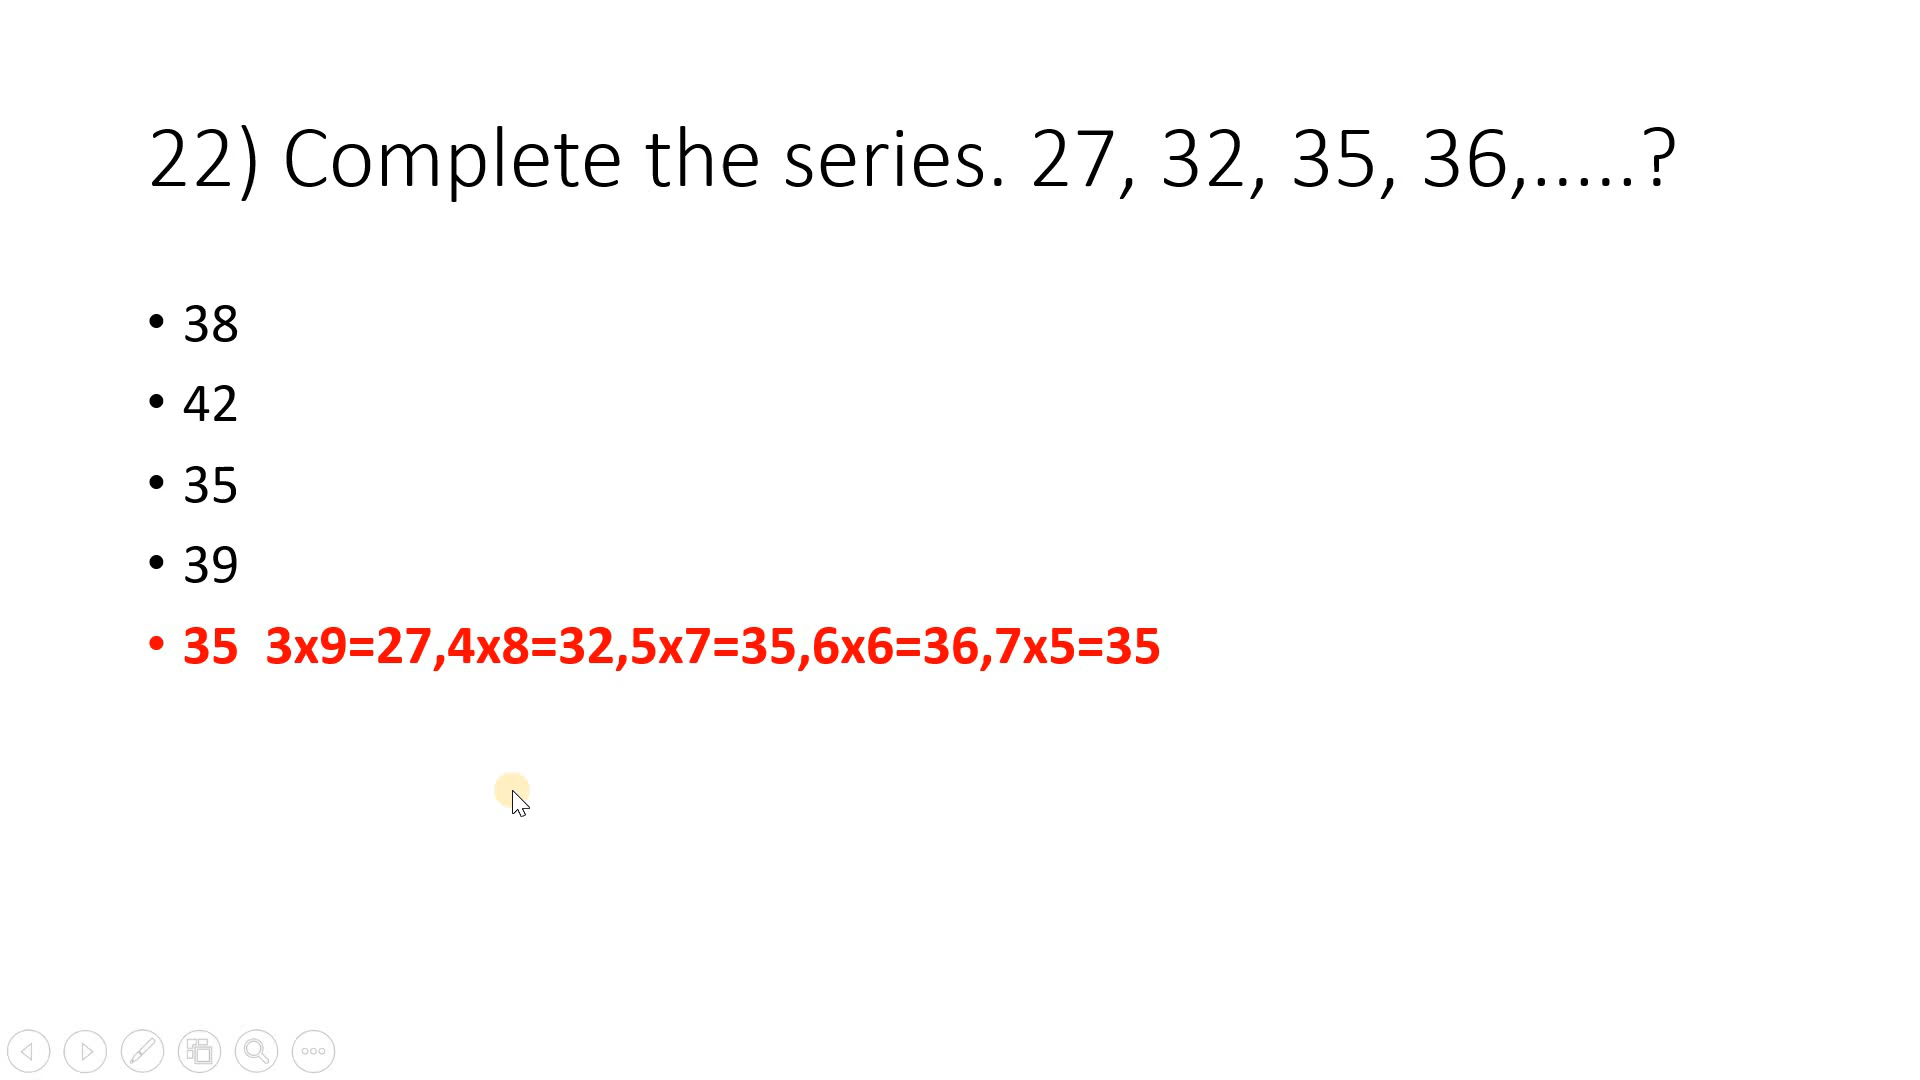 22) Complete the series. 27, 32, 35, 36,.....?
• 38
• 42
• 35
• 39
• 35 3x9=27,4x8=32,5x7=35,6x6=36,7x5=35